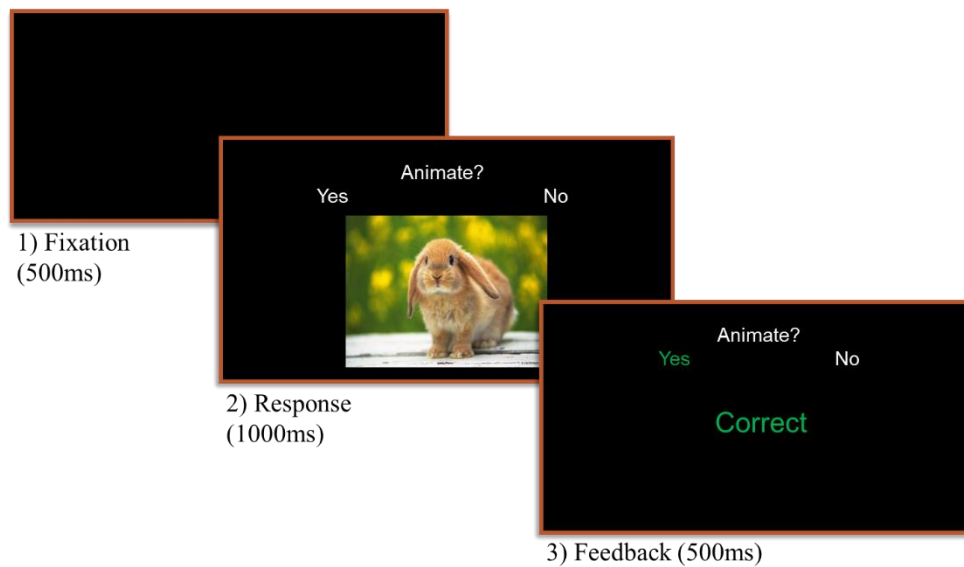 1) Fixation
(500ms)
Animate?
Yes No
2) Response
(1000ms)
Animate?
Yes No
Correct
3) Feedback (500ms)